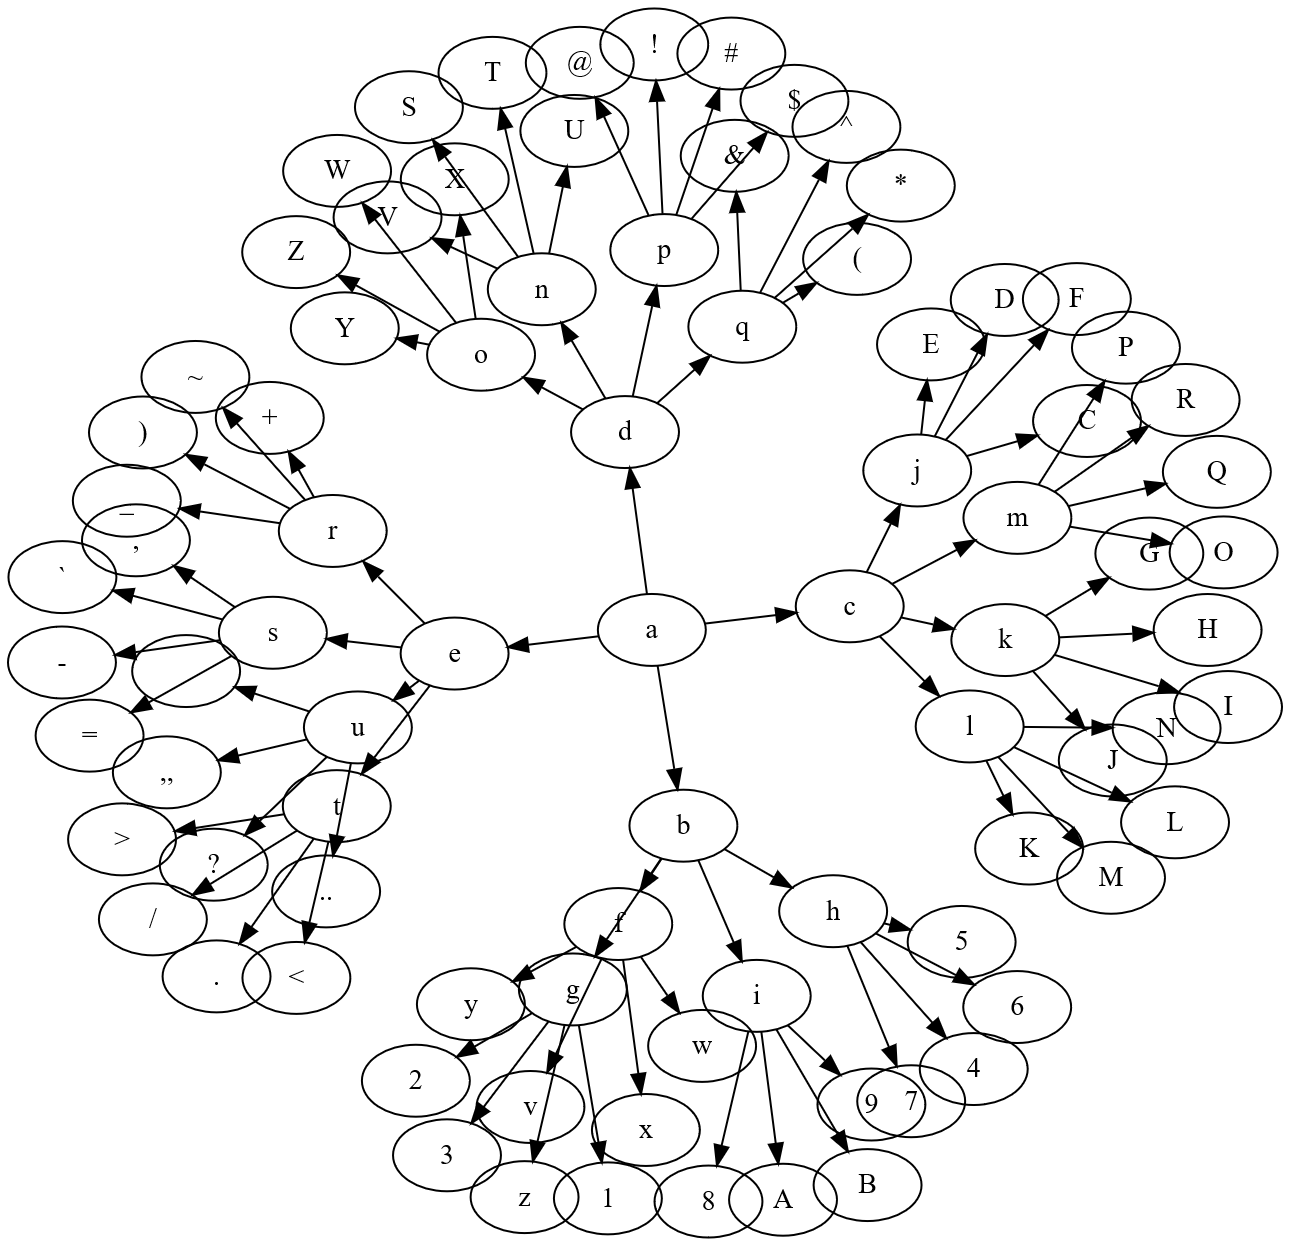 !
#
@
T
$
S
^
U
&
W
X
*
V
Z
p
(
n
D
F
Y
q
E
P
o
~
R
+
C
d
)
j
Q
_
m
r
,
G
O
`
c
a
H
s
k
e
-
I
l
u
N
=
J
,,
t
L
b
>
K
?
M
..
h
/
f
5
.
<
g
i
y
6
w
4
2
7
9
v
x
3
B
z
1
8
A